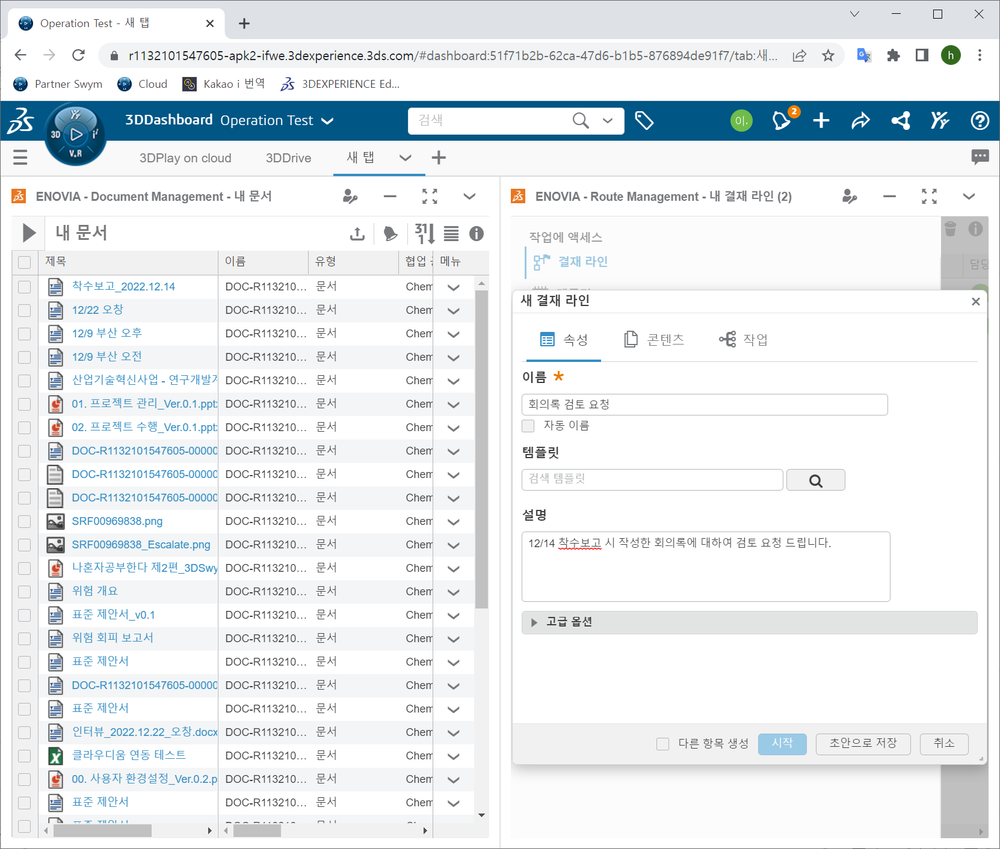 Operation Test - 새 탭
r1132101547605-apk2-ifwe.3dexperience.3ds.com/#dashboard:51f71b2b-62ca-47d6-b1b5-876894de91f7/tab:새...
h
Partner Swym
Cloud
Kakao i 번역
3DEXPERIENCE Ed...
3DDashboard Operation Test
검색
이.
2
3D
V.R
3DPlay on cloud
3DDrive
새 탭
ENOVIA - Document Management - 내 문서
내 문서
제목 이름 유형 협업 메뉴
착수보고_2022.12.14 DOC-R113210... 문서 Chem
12/22 오창 DOC-R113210... 문서 Chem
12/9 부산 오후 DOC-R113210... 문서 Chem
12/9 부산 오전 DOC-R113210... 문서 Chem
산업기술혁신사업 - 연구개발 DOC-R113210... 문서 Chem
01. 프로젝트 관리_Ver.0.1.pptx DOC-R113210... 문서 Chem
02. 프로젝트 수행_Ver.0.1.pptx DOC-R113210... 문서 Chem
DOC-R1132101547605-00000 DOC-R113210... 문서 Chem
DOC-R1132101547605-00000 DOC-R113210... 문서 Chem
DOC-R1132101547605-00000 DOC-R113210... 문서 Chem
SRF00969838.png DOC-R113210... 문서 Chem
SRF00969838_Escalate.png DOC-R113210... 문서 Chem
나혼자공부한다 제2편_3DSwy DOC-R113210... 문서 Chem
위험 개요 DOC-R113210... 문서 Chem
표준 제안서_v0.1 DOC-R113210... 문서 Chem
위험 회피 보고서 DOC-R113210... 문서 Chem
표준 제안서 DOC-R113210... 문서 Chem
DOC-R1132101547605-00000 DOC-R113210... 문서 Chem
표준 제안서 DOC-R113210... 문서 Chem
인터뷰_2022.12.22_오창.docx DOC-R113210... 문서 Chem
클라우디움 연동 테스트 DOC-R113210... 문서 Chem
00. 사용자 환경설정_Ver.0.2.p DOC-R113210... 문서 Chem
표준 제안서 DOC-R113210... 문서 Chem
ENOVIA - Route Management - 내 결재 라인 (2)
작업에 액세스
결재 라인
담당
새 결재 라인
속성
콘텐츠
작업
이름 *
회의록 검토 요청
자동 이름
템플릿
검색 템플릿
설명
12/14 착수보고 시 작성한 회의록에 대하여 검토 요청 드립니다.
고급 옵션
다른 항목 생성
시작
초안으로 저장
취소